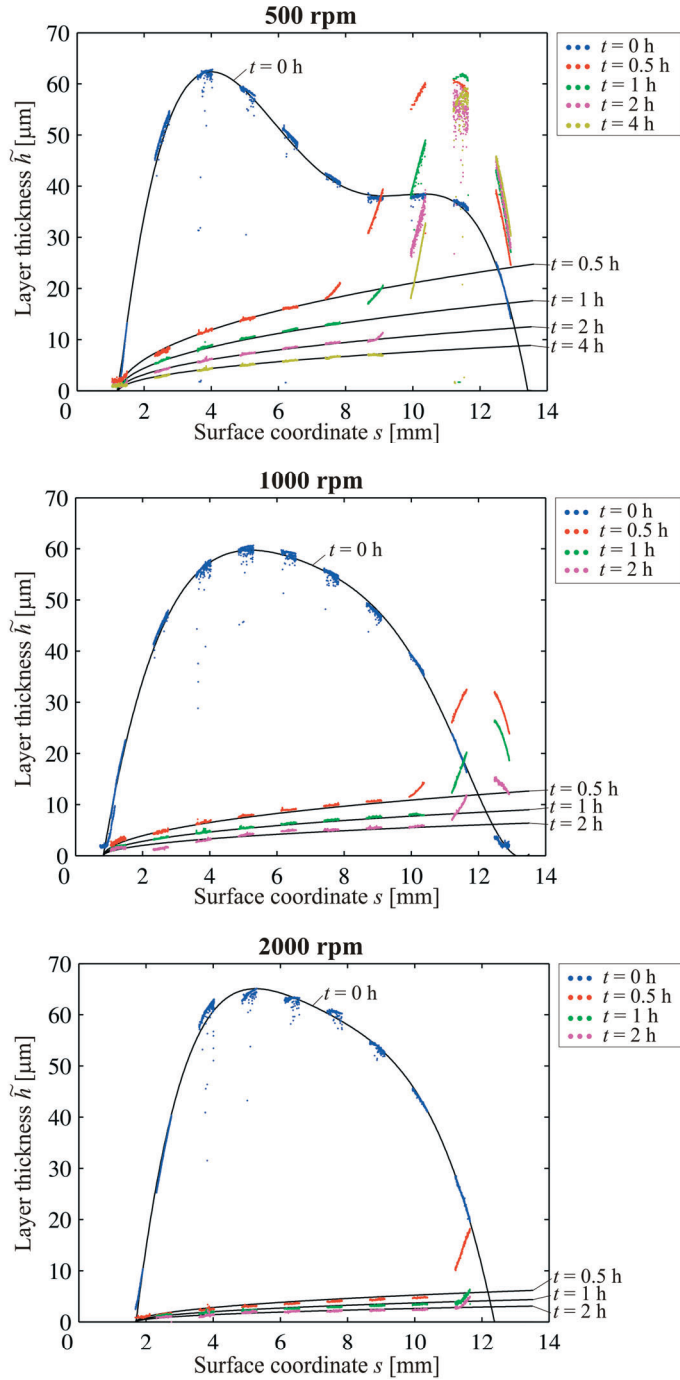 500 rpm
70
60
50
40
30
20
10
0
Layer thickness h̃ [μm]
t = 0 h
t = 0 h
t = 0.5 h
t = 1 h
t = 2 h
t = 4 h
t = 0.5 h
t = 1 h
t = 2 h
t = 4 h
0 2 4 6 8 10 12 14
Surface coordinate s [mm]
1000 rpm
70
60
50
40
30
20
10
0
Layer thickness h̃ [μm]
t = 0 h
t = 0 h
t = 0.5 h
t = 1 h
t = 2 h
t = 0.5 h
t = 1 h
t = 2 h
0 2 4 6 8 10 12 14
Surface coordinate s [mm]
2000 rpm
70
60
50
40
30
20
10
0
Layer thickness h̃ [μm]
t = 0 h
t = 0 h
t = 0.5 h
t = 1 h
t = 2 h
t = 0.5 h
t = 1 h
t = 2 h
0 2 4 6 8 10 12 14
Surface coordinate s [mm]